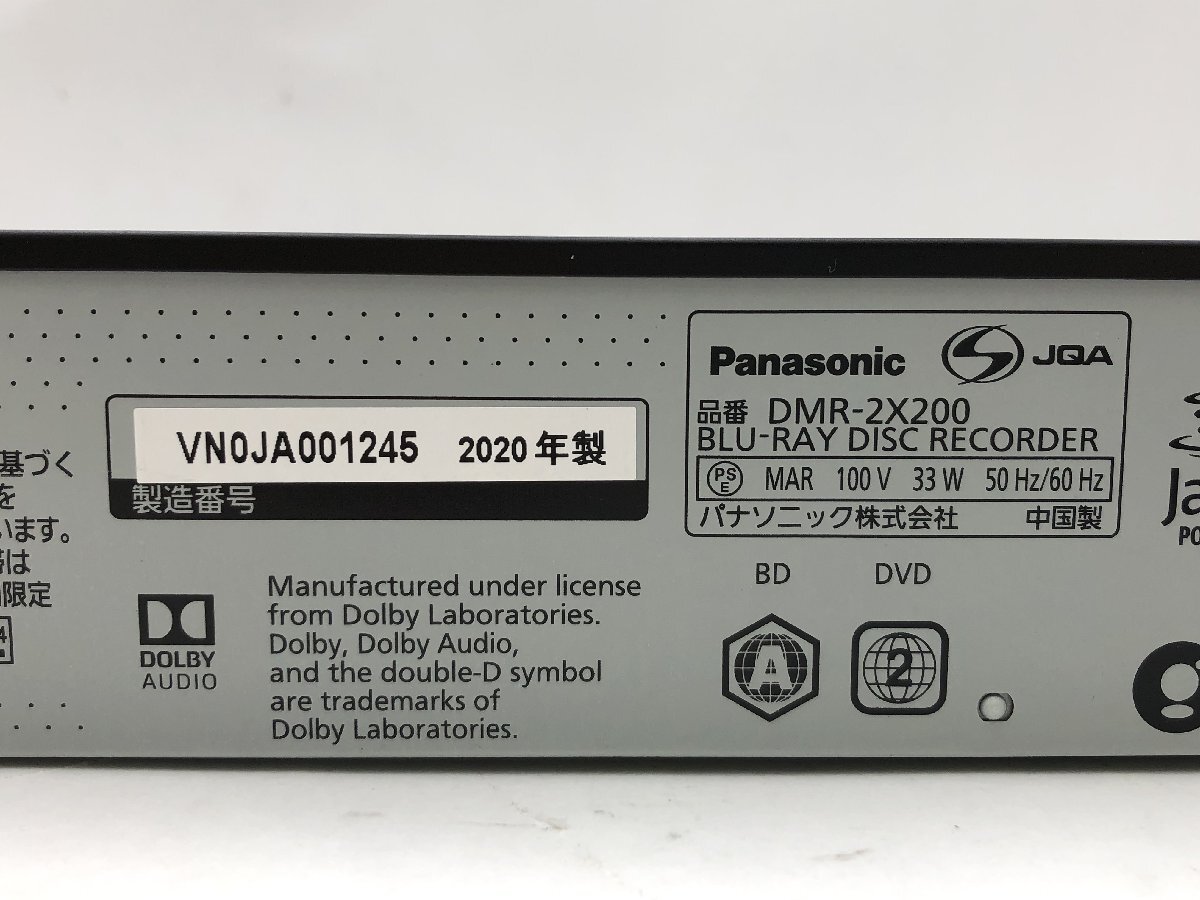 基づく
を
います。
帯は
限定
VN0JA001245 2020年製
製造番号
DOLBY
AUDIO
Manufactured under license
from Dolby Laboratories.
Dolby, Dolby Audio,
and the double-D symbol
are trademarks of
Dolby Laboratories.
Panasonic JQA
品番 DMR-2X200
BLU-RAY DISC RECORDER
PS E MAR 100 V 33 W 50 Hz/60 Hz
パナソニック株式会社 中国製
BD DVD
A 2
Ja
PO